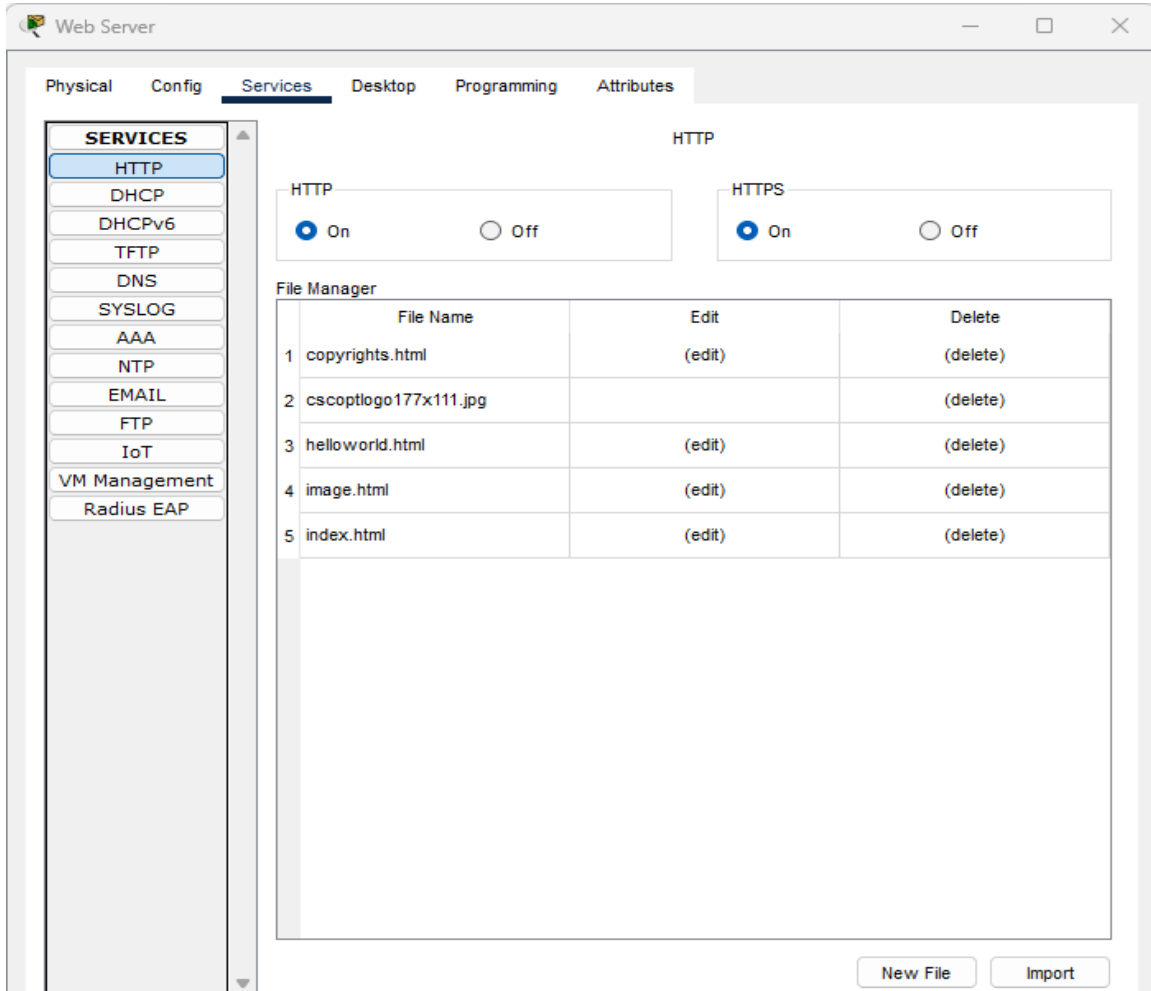 Web Server
Physical Config Services Desktop Programming Attributes
SERVICES
HTTP
DHCP
DHCPv6
TFTP
DNS
SYSLOG
AAA
NTP
EMAIL
FTP
IoT
VM Management
Radius EAP
HTTP
HTTP HTTPS
On Off On Off
File Manager
File Name Edit Delete
1 copyrights.html (edit) (delete)
2 cscoptlogo177x111.jpg (delete)
3 helloworld.html (edit) (delete)
4 image.html (edit) (delete)
5 index.html (edit) (delete)
New File Import